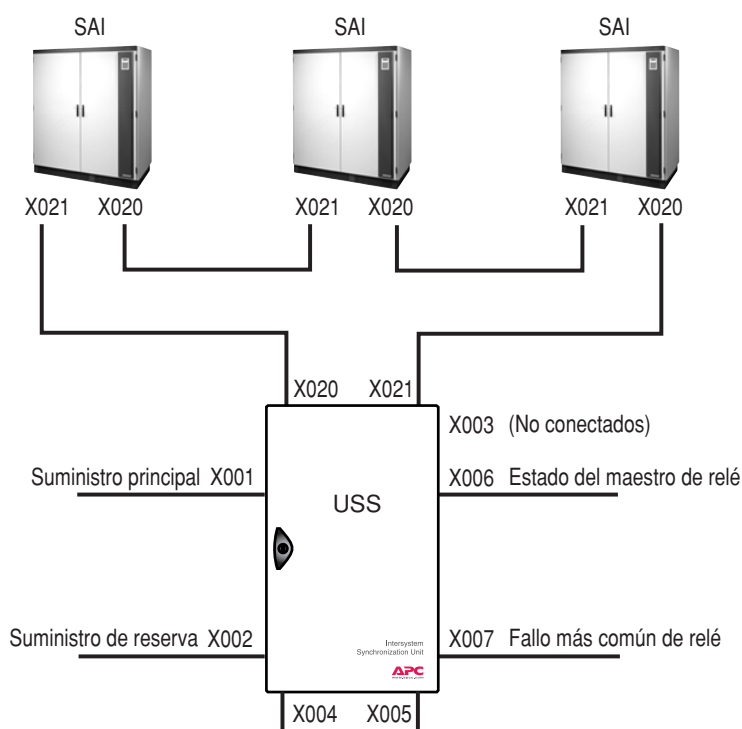 SAI SAI SAI
X021 X020 X021 X020 X021 X020
X020 X021
X003 (No conectados)
Suministro principal X001
X006 Estado del maestro de relé
USS
Suministro de reserva X002
X007 Fallo más común de relé
Intersystem
Synchronization Unit
APC
X004 X005